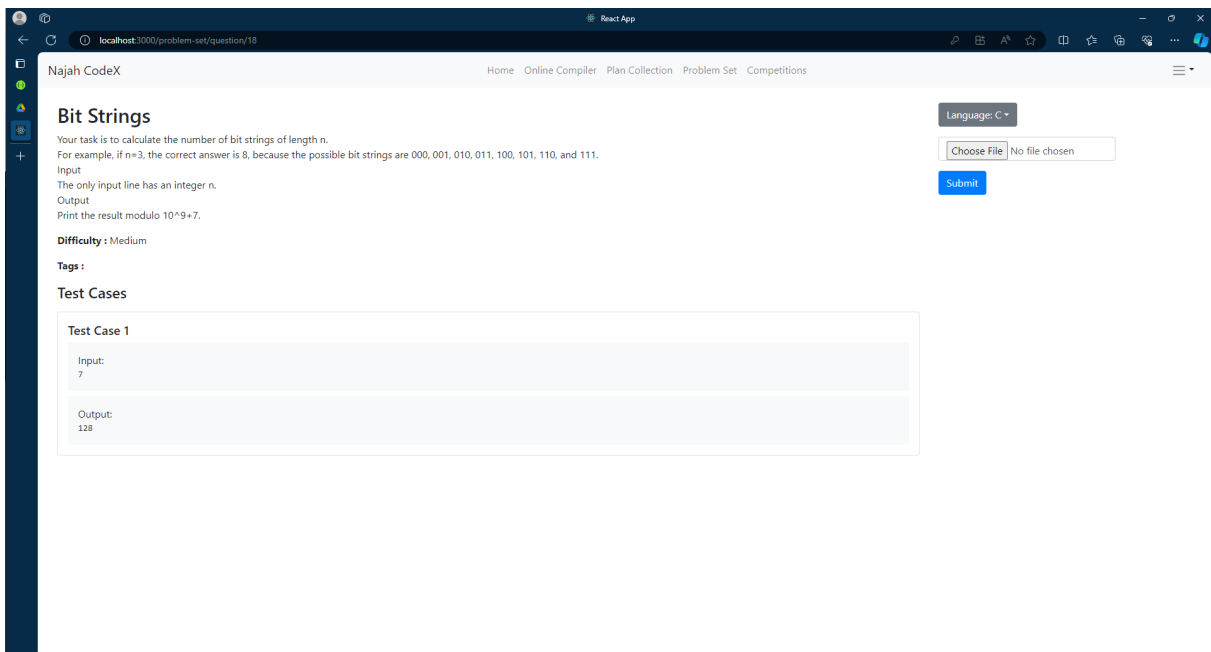 React App
localhost:3000/problem-set/question/18
Najah CodeX
Home Online Compiler Plan Collection Problem Set Competitions
Bit Strings
Your task is to calculate the number of bit strings of length n.
For example, if n=3, the correct answer is 8, because the possible bit strings are 000, 001, 010, 011, 100, 101, 110, and 111.
Input
The only input line has an integer n.
Output
Print the result modulo 10^9+7.
Difficulty : Medium
Tags :
Test Cases
Test Case 1
Input:
7
Output:
128
Language: C
Choose File No file chosen
Submit